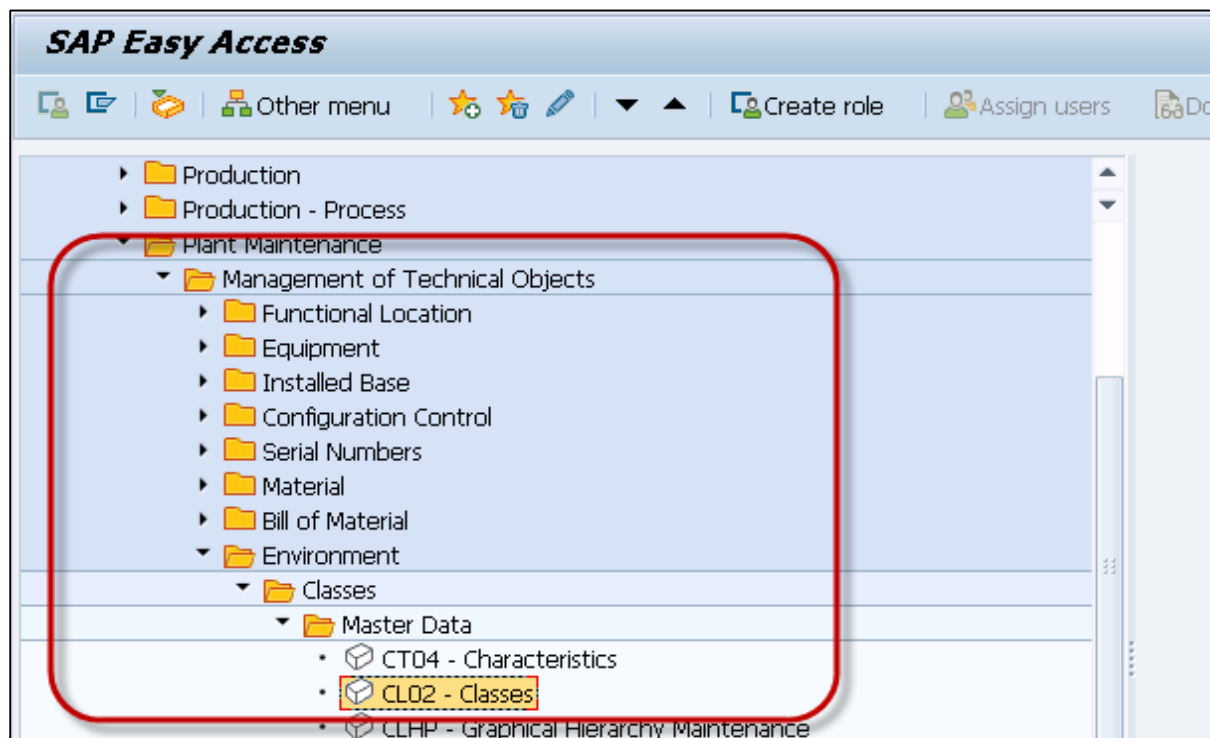 SAP Easy Access
Other menu Create role Assign users Do
Production
Production - Process
Plant Maintenance
Management of Technical Objects
Functional Location
Equipment
Installed Base
Configuration Control
Serial Numbers
Material
Bill of Material
Environment
Classes
Master Data
CT04 - Characteristics
CL02 - Classes
CLHP - Graphical Hierarchy Maintenance